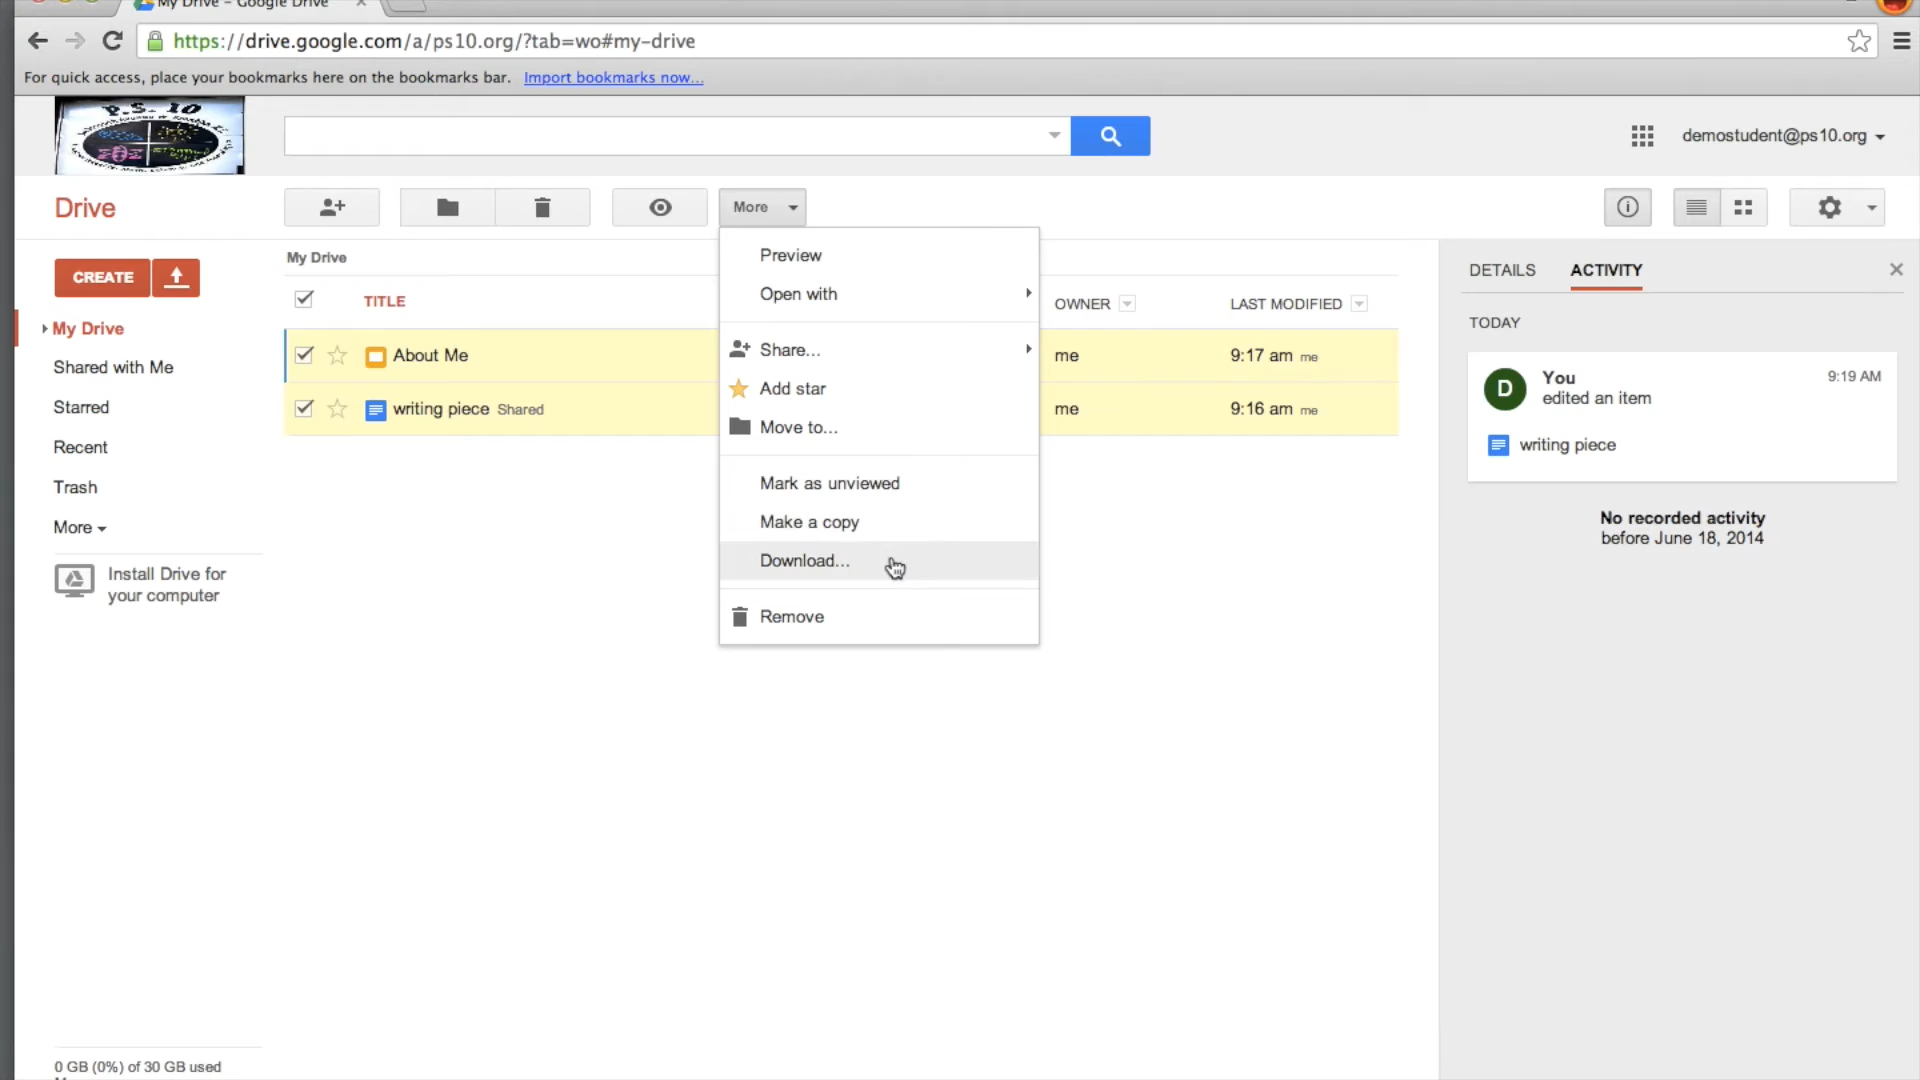 My Drive – Google Drive
https://drive.google.com/a/ps10.org/?tab=wo#my-drive
For quick access, place your bookmarks here on the bookmarks bar. Import bookmarks now...
P.S. 10
demostudent@ps10.org
Drive
More
CREATE
My Drive
Shared with Me
Starred
Recent
Trash
More
Install Drive for
your computer
0 GB (0%) of 30 GB used
My Drive
TITLE
OWNER
LAST MODIFIED
About Me
me
9:17 am me
writing piece Shared
me
9:16 am me
Preview
Open with
Share...
Add star
Move to...
Mark as unviewed
Make a copy
Download...
Remove
DETAILS
ACTIVITY
TODAY
D
You
9:19 AM
edited an item
writing piece
No recorded activity
before June 18, 2014